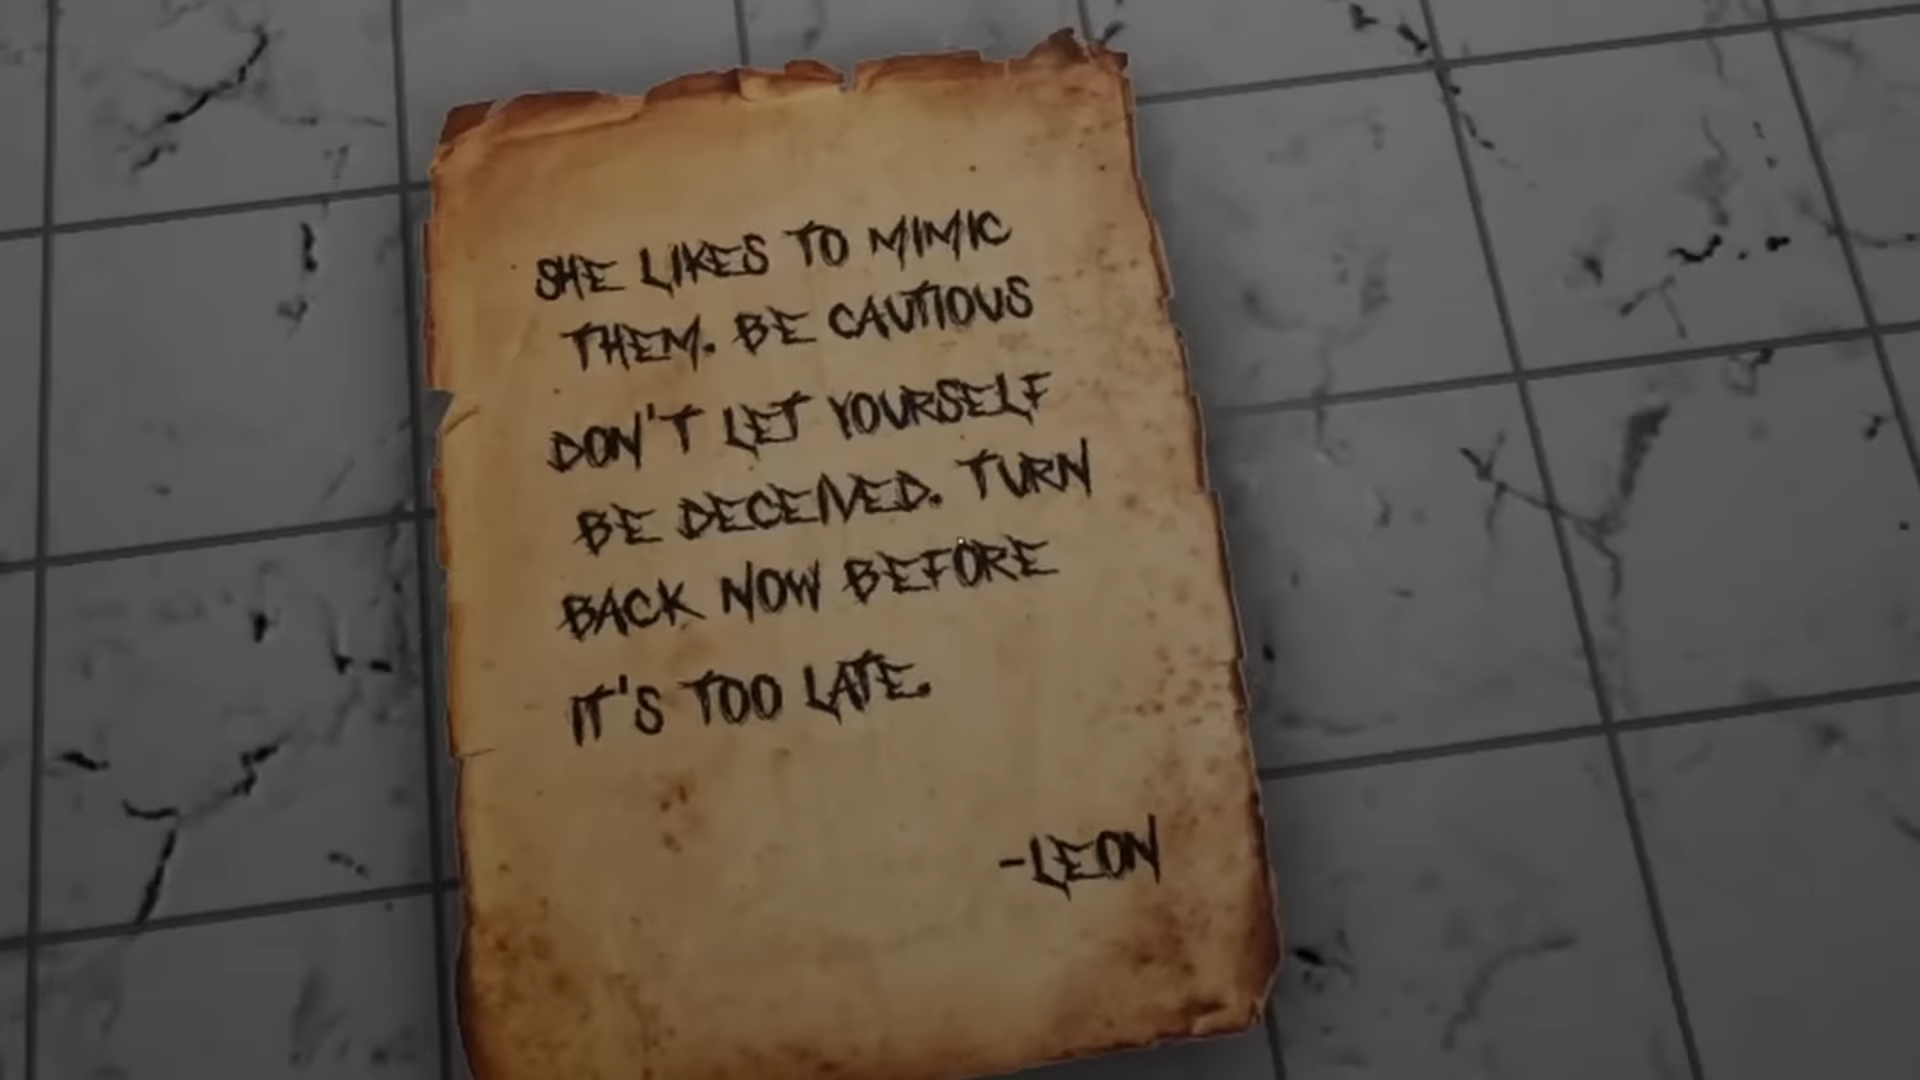 SHE LIKES TO MIMIC
THEM. BE CAUTIOUS
DON'T LET YOURSELF
BE DECEIVED. TURN
BACK NOW BEFORE
IT'S TOO LATE.
-LEON